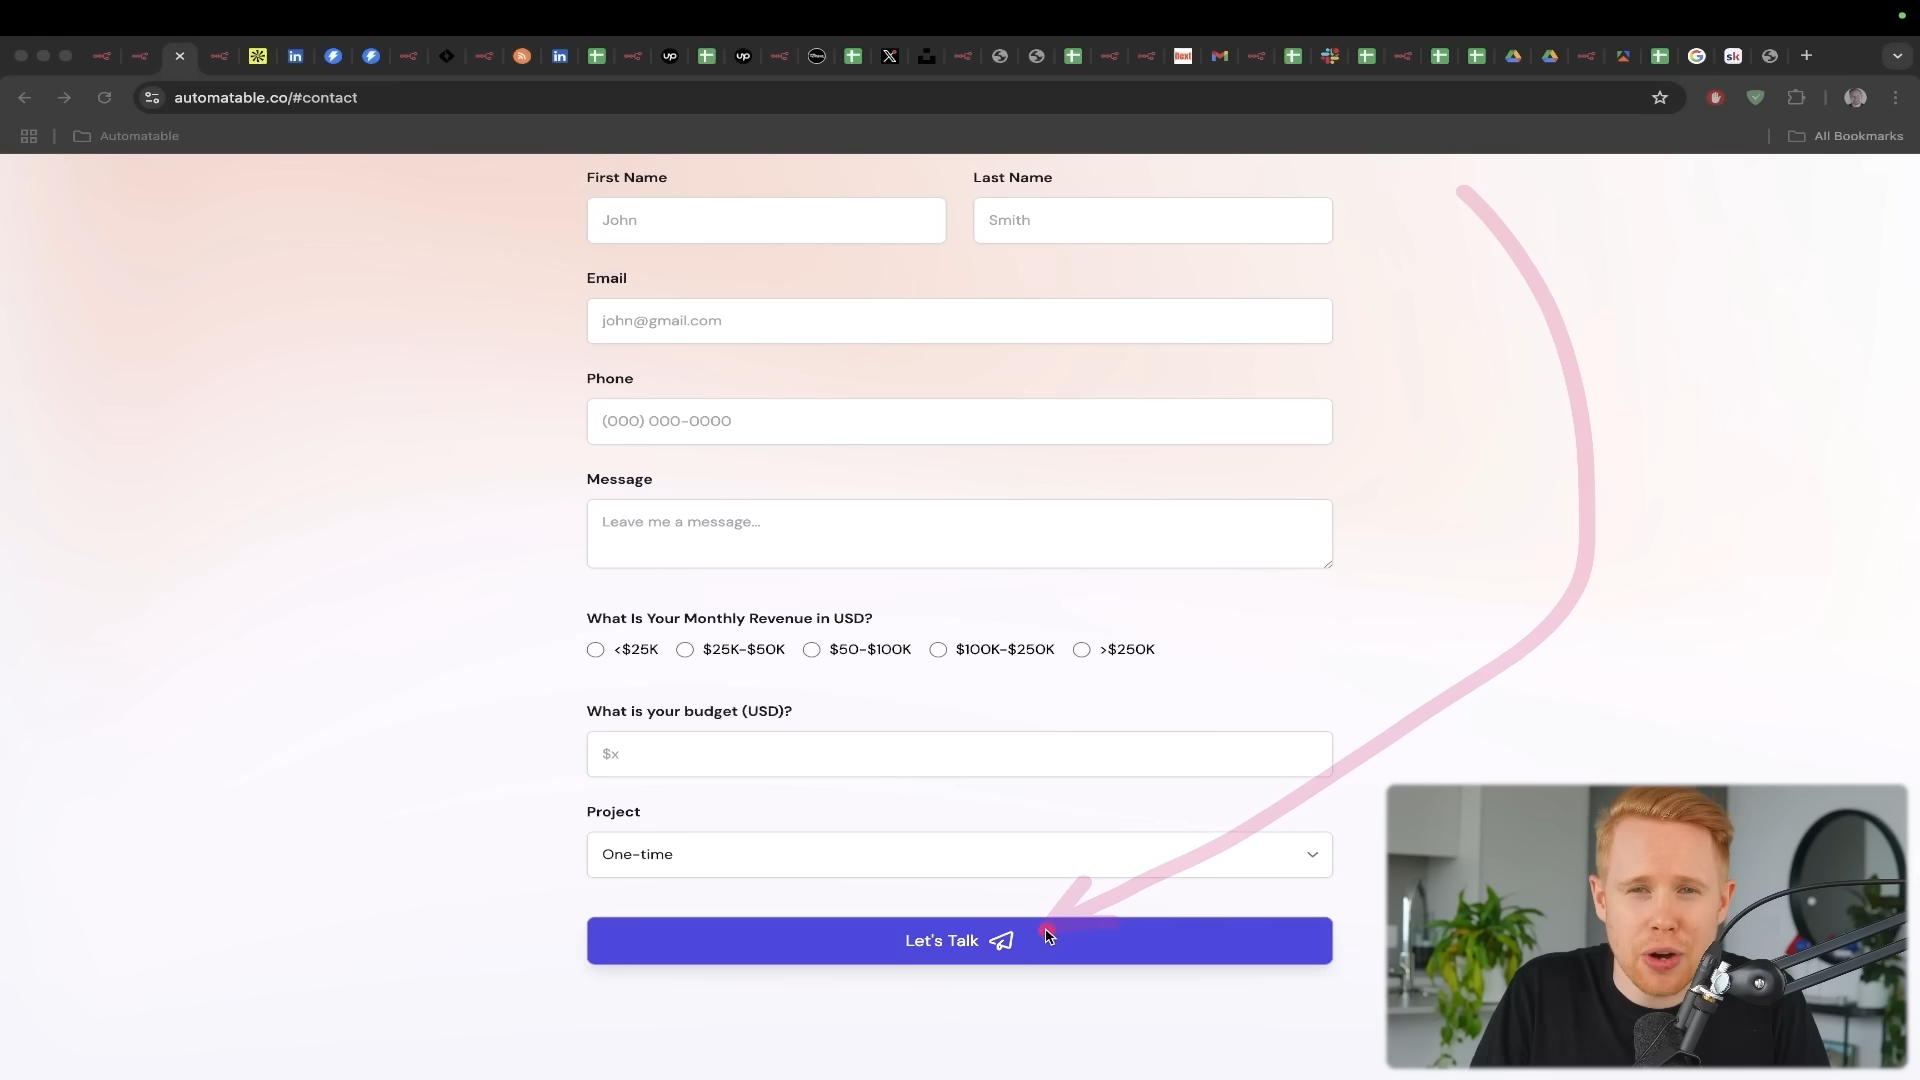 automatable.co/#contact
Automatable
All Bookmarks
First Name
Last Name
John
Smith
Email
john@gmail.com
Phone
(000) 000-0000
Message
Leave me a message...
What Is Your Monthly Revenue in USD?
<$25K
$25K-$50K
$50-$100K
$100K-$250K
>$250K
What is your budget (USD)?
$x
Project
One-time
Let's Talk